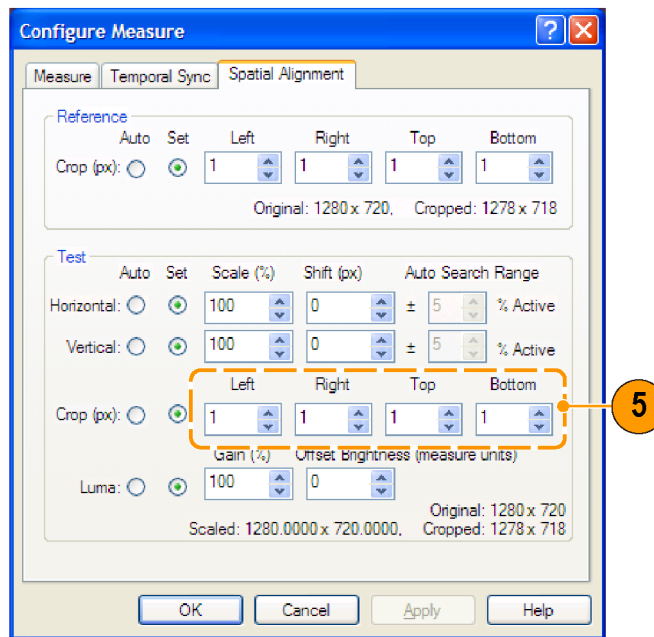 Configure Measure
Measure Temporal Sync Spatial Alignment
Reference
Auto Set Left Right Top Bottom
Crop (px): 1 1 1 1
Original: 1280 x 720, Cropped: 1278 x 718
Test
Auto Set Scale (%) Shift (px) Auto Search Range
Horizontal: 100 0 ± 5 % Active
Vertical: 100 0 ± 5 % Active
Left Right Top Bottom
Crop (px): 1 1 1 1
5
Gain (%) Offset Brightness (measure units)
Luma: 100 0
Original: 1280 x 720
Scaled: 1280.0000 x 720.0000, Cropped: 1278 x 718
OK Cancel Apply Help